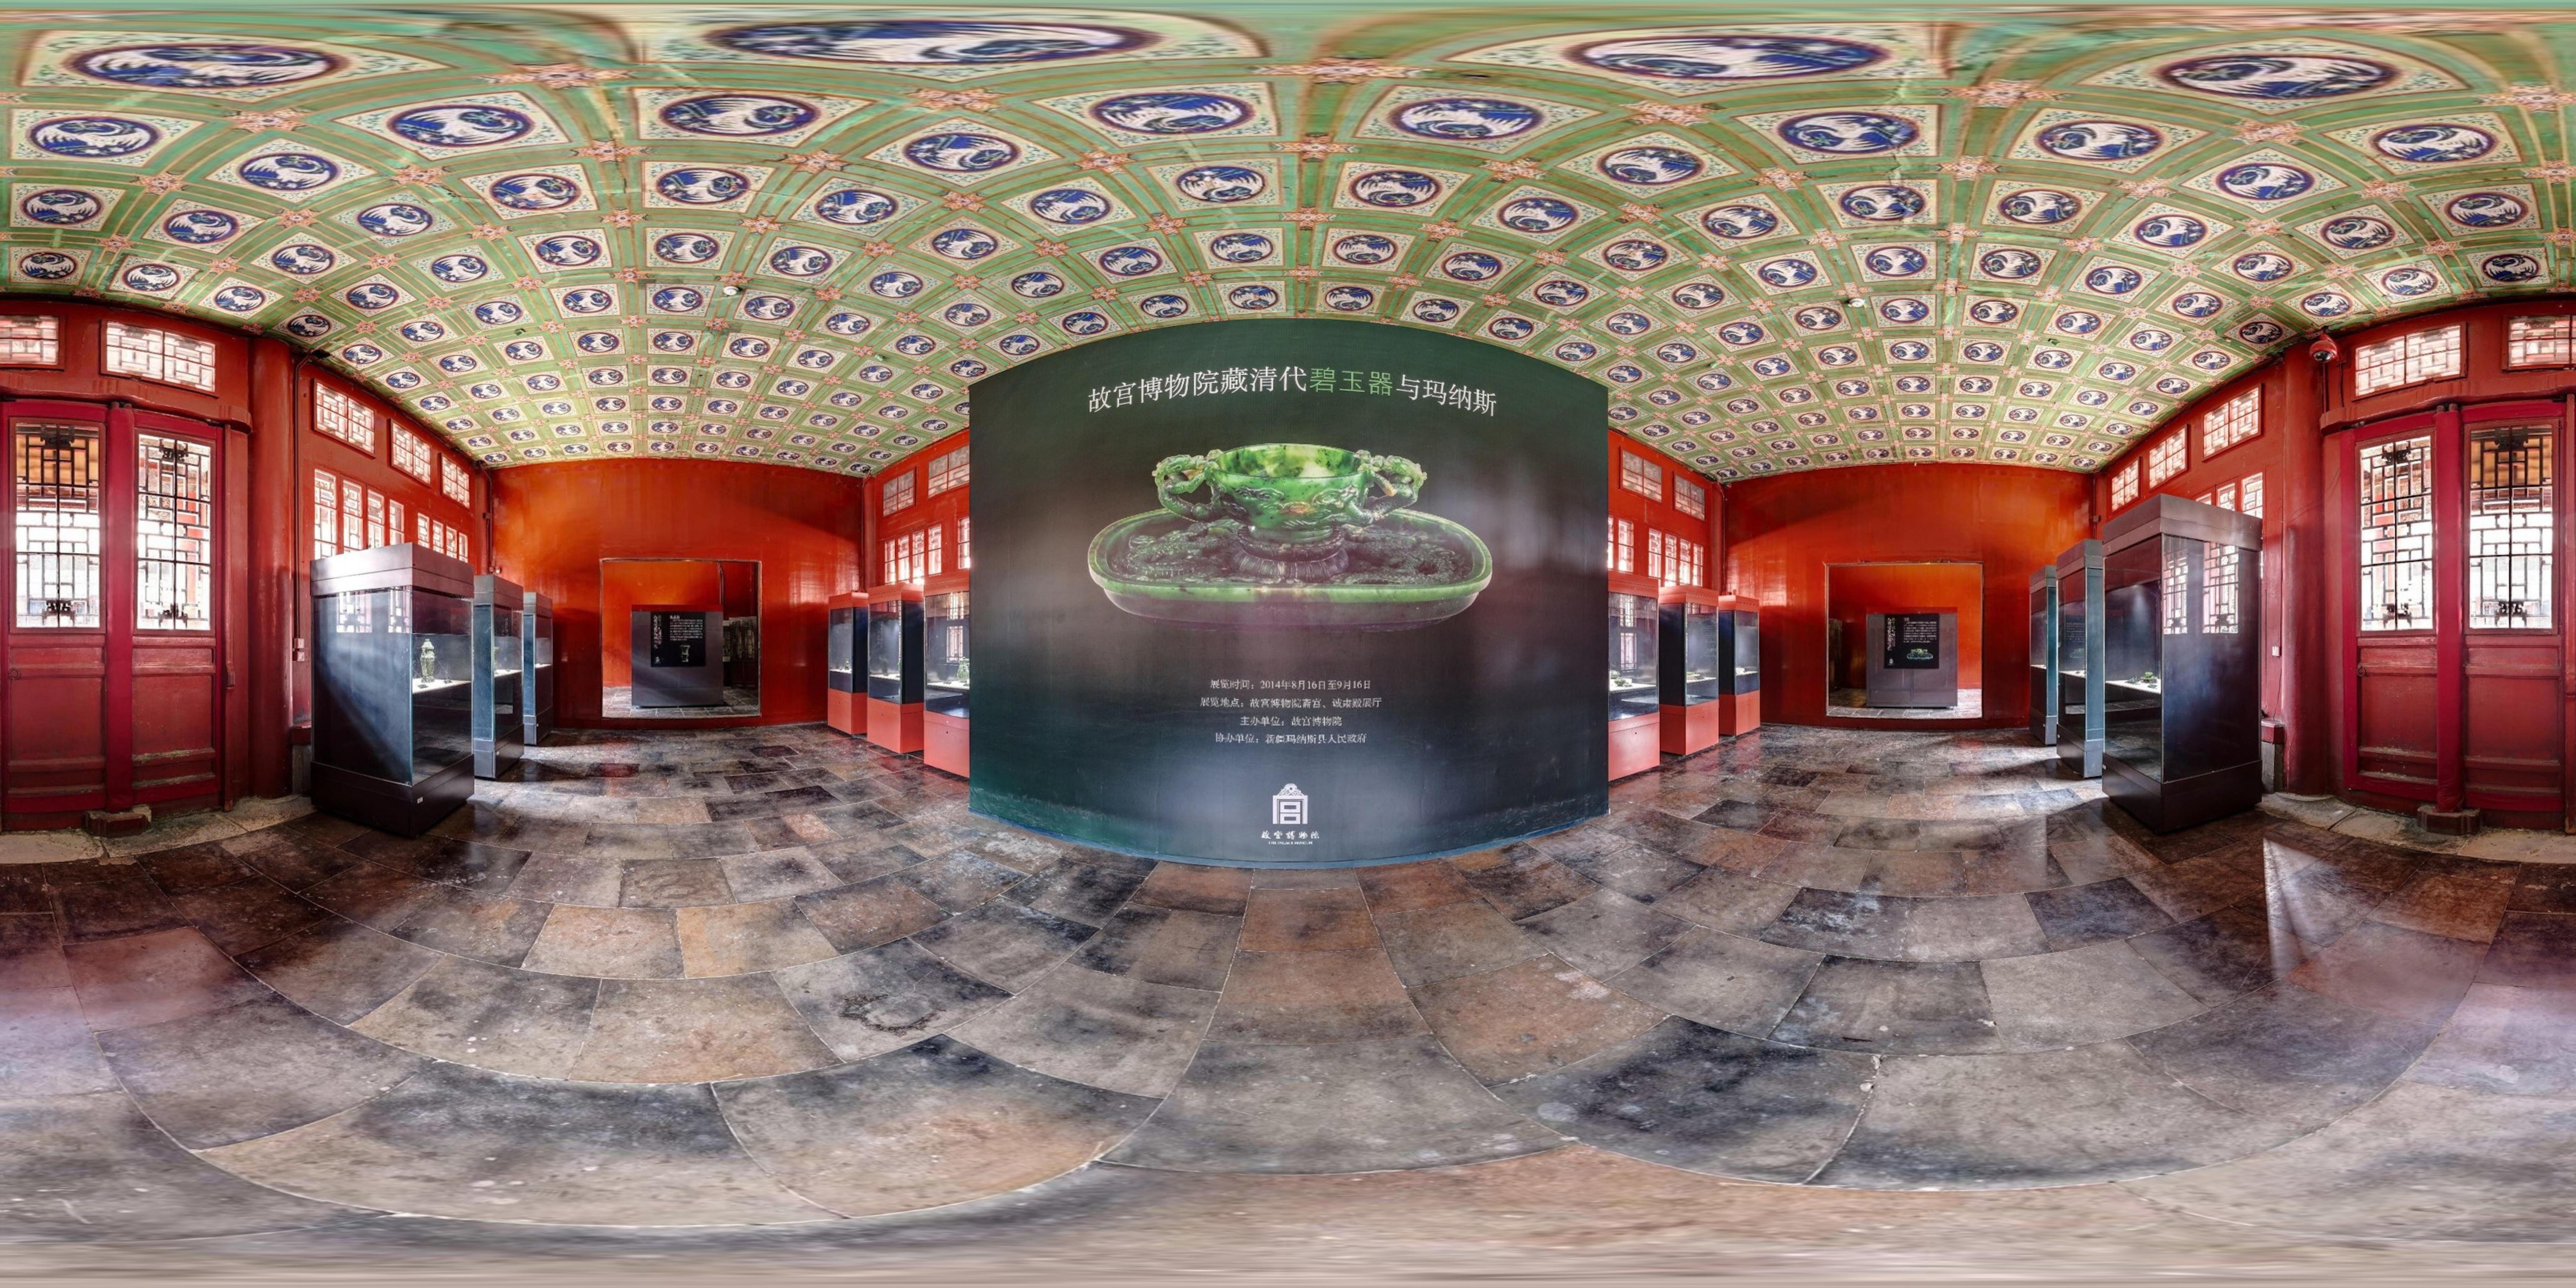 故宫博物院藏清代碧玉器与玛纳斯
展览时间：2014年8月16日至9月16日
展览地点：故宫博物院斋宫、诚肃殿展厅
主办单位：故宫博物院
协办单位：新疆玛纳斯县人民政府
故宫博物院
THE PALACE MUSEUM